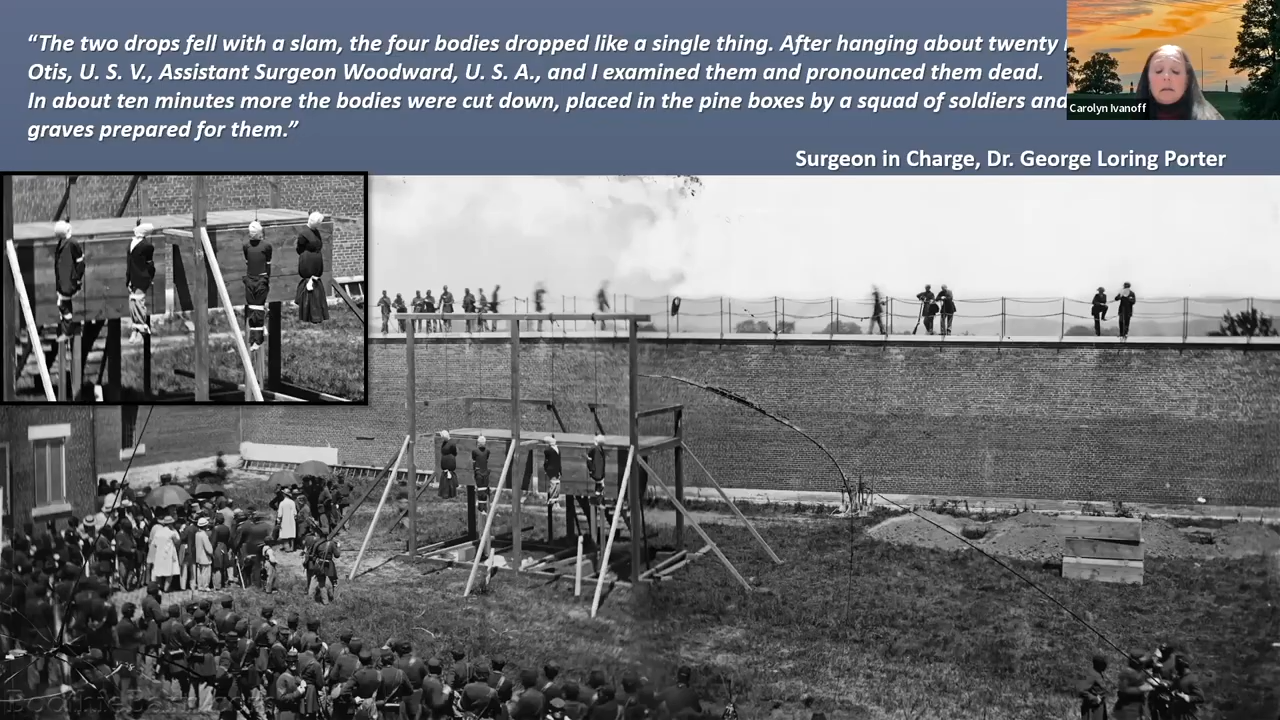 “The two drops fell with a slam, the four bodies dropped like a single thing. After hanging about twenty
Otis, U. S. V., Assistant Surgeon Woodward, U. S. A., and I examined them and pronounced them dead.
In about ten minutes more the bodies were cut down, placed in the pine boxes by a squad of soldiers and
graves prepared for them.”
Carolyn Ivanoff
Surgeon in Charge, Dr. George Loring Porter